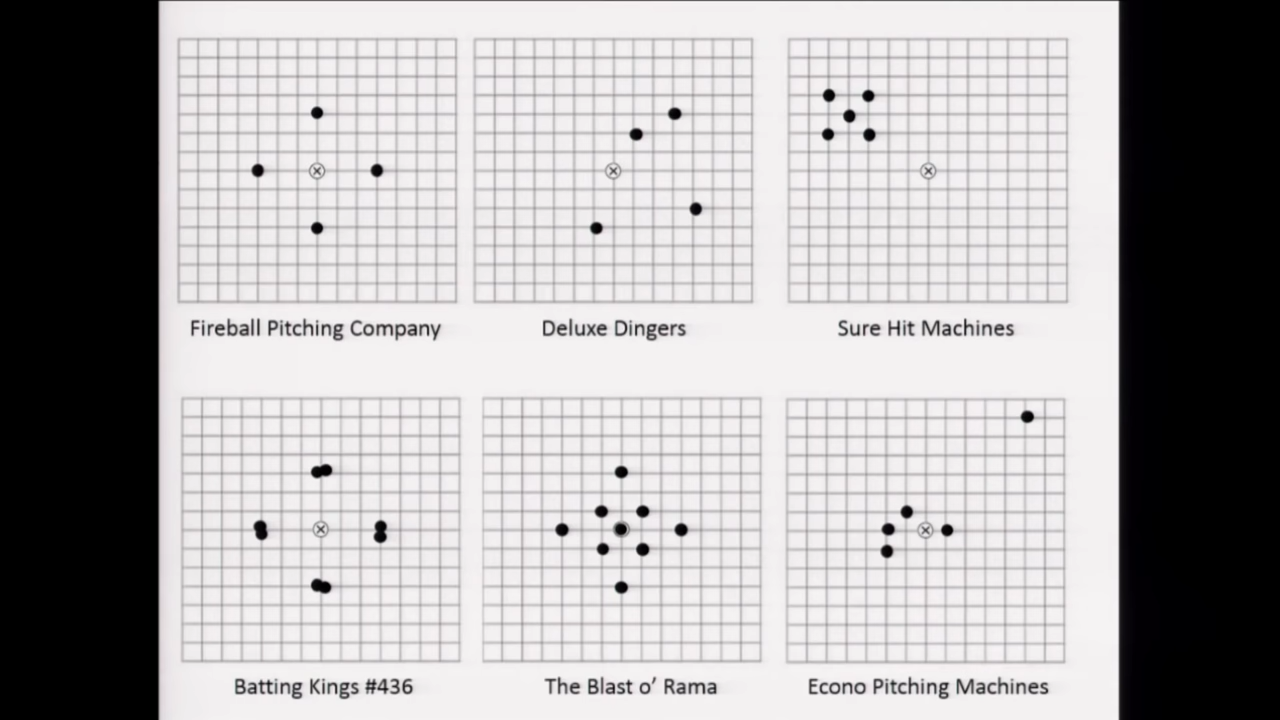 Fireball Pitching Company
Deluxe Dingers
Sure Hit Machines
Batting Kings #436
The Blast o’ Rama
Econo Pitching Machines